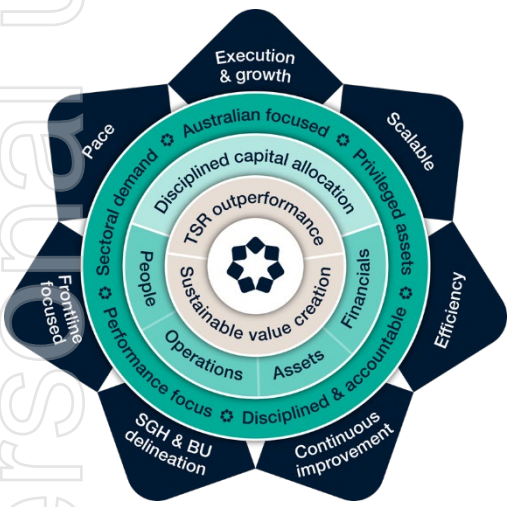 Execution
& growth
Scalable
Efficiency
Continuous
improvement
SGH & BU
delineation
Frontline
focused
Pace
Australian focused
Privileged assets
Disciplined & accountable
Performance focus
Sectoral demand
Disciplined capital allocation
Financials
Assets
Operations
People
TSR outperformance
Sustainable value creation
ersonal u